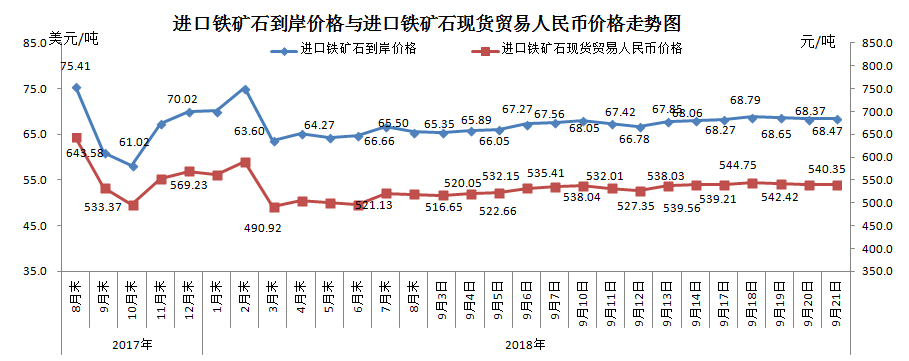 进口铁矿石到岸价格与进口铁矿石现货贸易人民币价格走势图
美元/吨
元/吨
进口铁矿石到岸价格
进口铁矿石现货贸易人民币价格
85.0
75.0
65.0
55.0
45.0
35.0
850.0
800.0
750.0
700.0
650.0
600.0
550.0
500.0
450.0
400.0
350.0
75.41
61.02
70.02
63.60
64.27
66.66
65.50
65.35
65.89
66.05
67.27
67.56
68.05
67.42
66.78
67.85
68.06
68.27
68.79
68.65
68.37
68.47
643.58
533.37
569.23
490.92
521.13
516.65
520.05
522.66
532.15
535.41
538.04
532.01
527.35
538.03
539.56
539.21
544.75
542.42
540.35
8月末
9月末
10月末
11月末
12月末
1月末
2月末
3月末
4月末
5月末
6月末
7月末
8月末
9月3日
9月4日
9月5日
9月6日
9月7日
9月10日
9月11日
9月12日
9月13日
9月14日
9月17日
9月18日
9月19日
9月20日
9月21日
2017年
2018年